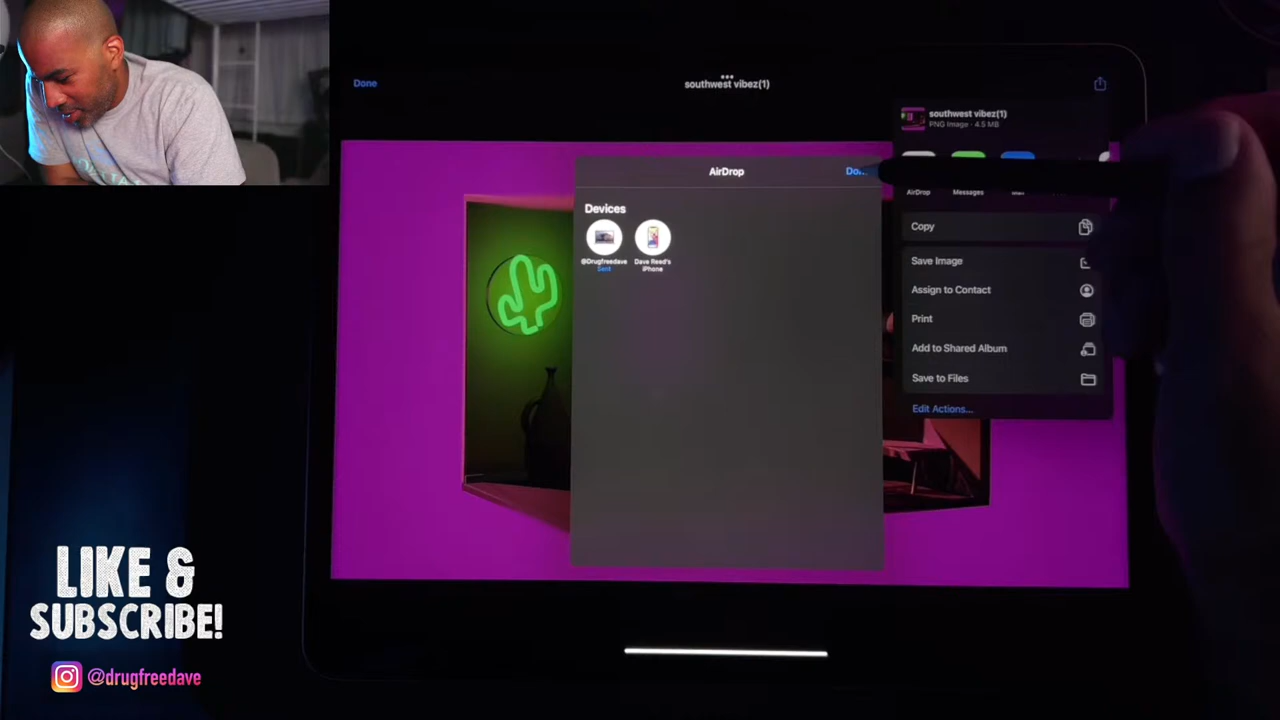 Done
southwest vibez(1)
southwest vibez(1)
PNG Image · 4.5 MB
AirDrop
Devices
@Drugfreedave
Sent
Dave Reed's
iPhone
AirDrop
Messages
Copy
Save Image
Assign to Contact
Print
Add to Shared Album
Save to Files
Edit Actions...
LIKE &
SUBSCRIBE!
@drugfreedave